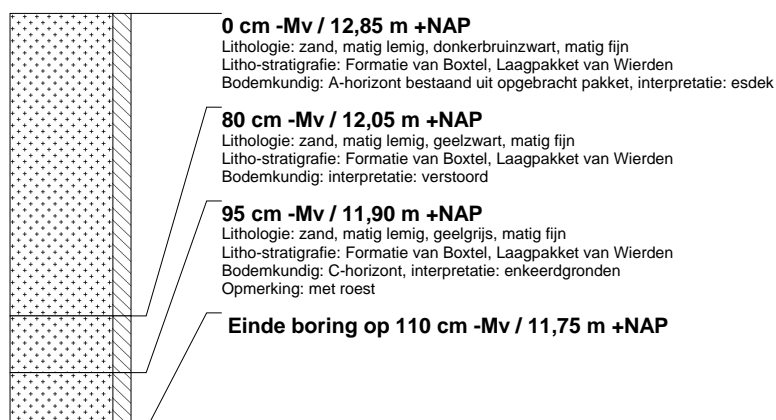 0 cm -Mv / 12,85 m +NAP
Lithologie: zand, matig lemig, donkerbruinzwart, matig fijn
Litho-stratigrafie: Formatie van Boxtel, Laagpakket van Wierden
Bodemkundig: A-horizont bestaand uit opgebracht pakket, interpretatie: esdek
80 cm -Mv / 12,05 m +NAP
Lithologie: zand, matig lemig, geelzwart, matig fijn
Litho-stratigrafie: Formatie van Boxtel, Laagpakket van Wierden
Bodemkundig: interpretatie: verstoord
95 cm -Mv / 11,90 m +NAP
Lithologie: zand, matig lemig, geelgrijs, matig fijn
Litho-stratigrafie: Formatie van Boxtel, Laagpakket van Wierden
Bodemkundig: C-horizont, interpretatie: enkeerdgronden
Opmerking: met roest
Einde boring op 110 cm -Mv / 11,75 m +NAP